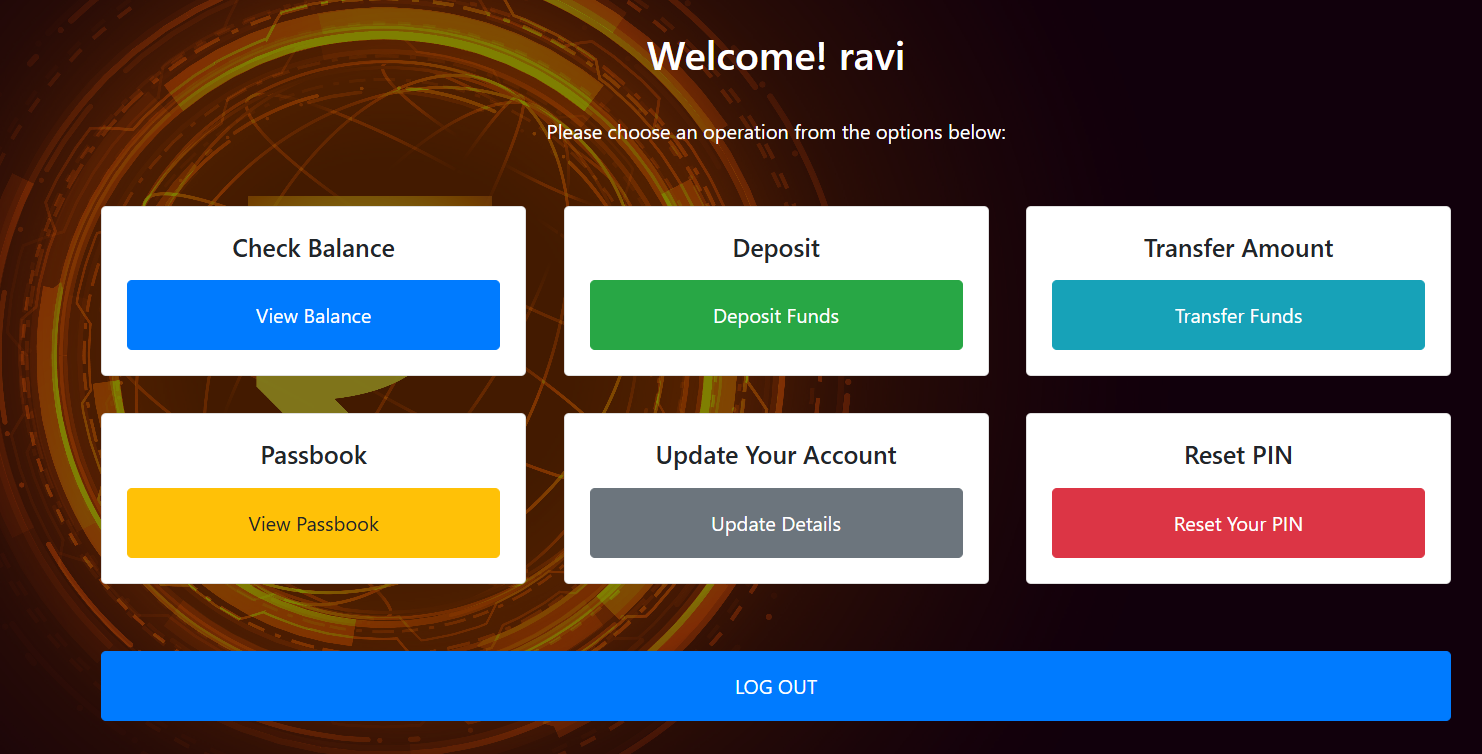 Welcome! ravi
Please choose an operation from the options below:
Check Balance
View Balance
Deposit
Deposit Funds
Transfer Amount
Transfer Funds
Passbook
View Passbook
Update Your Account
Update Details
Reset PIN
Reset Your PIN
LOG OUT